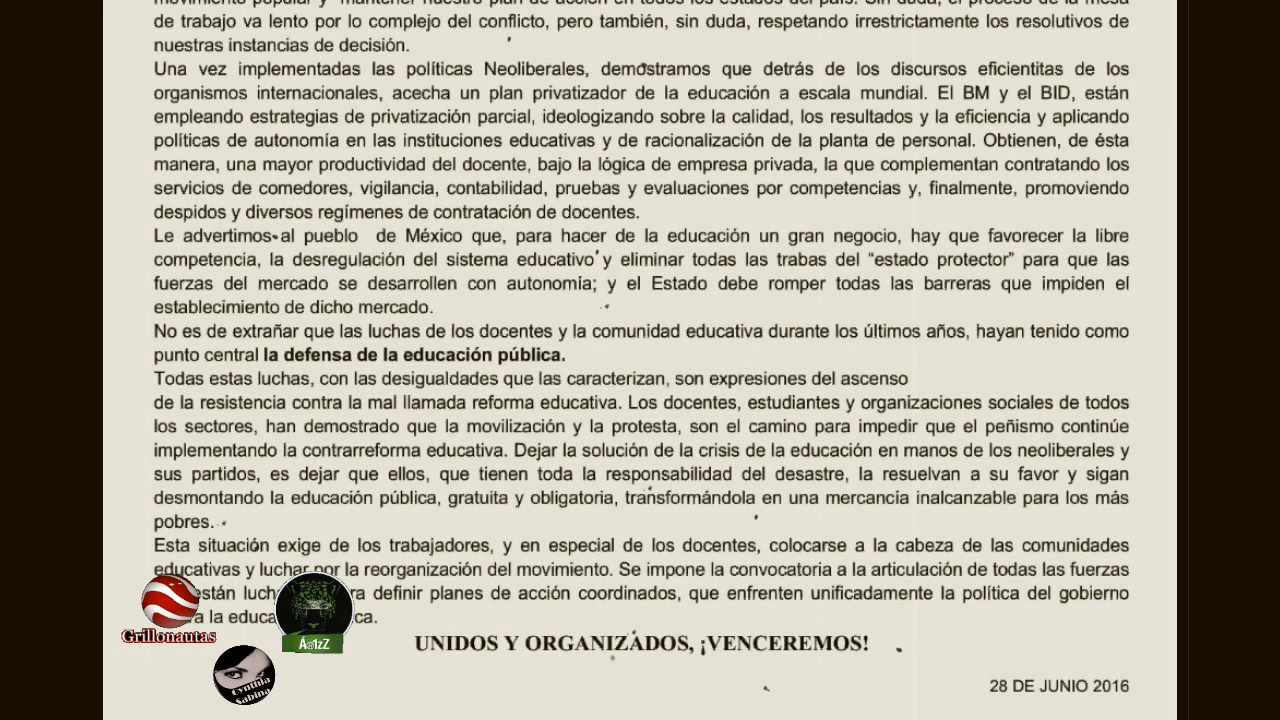 movimiento popular y mantener nuestro plan de acción en todos los estados del país. Sin duda, el proceso de la mesa
de trabajo va lento por lo complejo del conflicto, pero también, sin duda, respetando irrestrictamente los resolutivos de
nuestras instancias de decisión.
Una vez implementadas las políticas Neoliberales, demostramos que detrás de los discursos eficientitas de los
organismos internacionales, acecha un plan privatizador de la educación a escala mundial. El BM y el BID, están
empleando estrategias de privatización parcial, ideologizando sobre la calidad, los resultados y la eficiencia y aplicando
políticas de autonomía en las instituciones educativas y de racionalización de la planta de personal. Obtienen, de ésta
manera, una mayor productividad del docente, bajo la lógica de empresa privada, la que complementan contratando los
servicios de comedores, vigilancia, contabilidad, pruebas y evaluaciones por competencias y, finalmente, promoviendo
despidos y diversos regímenes de contratación de docentes.
Le advertimos al pueblo de México que, para hacer de la educación un gran negocio, hay que favorecer la libre
competencia, la desregulación del sistema educativo y eliminar todas las trabas del “estado protector” para que las
fuerzas del mercado se desarrollen con autonomía; y el Estado debe romper todas las barreras que impiden el
establecimiento de dicho mercado.
No es de extrañar que las luchas de los docentes y la comunidad educativa durante los últimos años, hayan tenido como
punto central la defensa de la educación pública.
Todas estas luchas, con las desigualdades que las caracterizan, son expresiones del ascenso
de la resistencia contra la mal llamada reforma educativa. Los docentes, estudiantes y organizaciones sociales de todos
los sectores, han demostrado que la movilización y la protesta, son el camino para impedir que el peñismo continúe
implementando la contrarreforma educativa. Dejar la solución de la crisis de la educación en manos de los neoliberales y
sus partidos, es dejar que ellos, que tienen toda la responsabilidad del desastre, la resuelvan a su favor y sigan
desmontando la educación pública, gratuita y obligatoria, transformándola en una mercancía inalcanzable para los más
pobres.
Esta situación exige de los trabajadores, y en especial de los docentes, colocarse a la cabeza de las comunidades
educativas y luchar por la reorganización del movimiento. Se impone la convocatoria a la articulación de todas las fuerzas
están definir planes de acción coordinados, que enfrenten unificadamente la política del gobierno
la
UNIDOS Y ORGANIZADOS, ¡VENCEREMOS!
28 DE JUNIO 2016
Grillonautas
Cynthia
Sabina